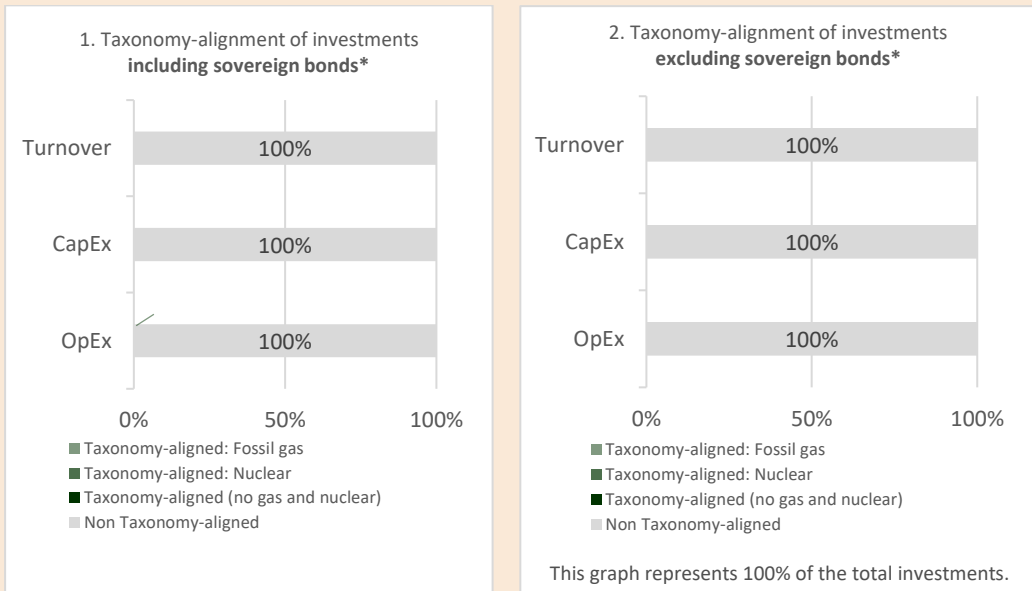 1. Taxonomy-alignment of investments
including sovereign bonds*
Turnover
100%
CapEx
100%
OpEx
100%
0%
50%
100%
Taxonomy-aligned: Fossil gas
Taxonomy-aligned: Nuclear
Taxonomy-aligned (no gas and nuclear)
Non Taxonomy-aligned
2. Taxonomy-alignment of investments
excluding sovereign bonds*
Turnover
100%
CapEx
100%
OpEx
100%
0%
50%
100%
Taxonomy-aligned: Fossil gas
Taxonomy-aligned: Nuclear
Taxonomy-aligned (no gas and nuclear)
Non Taxonomy-aligned
This graph represents 100% of the total investments.